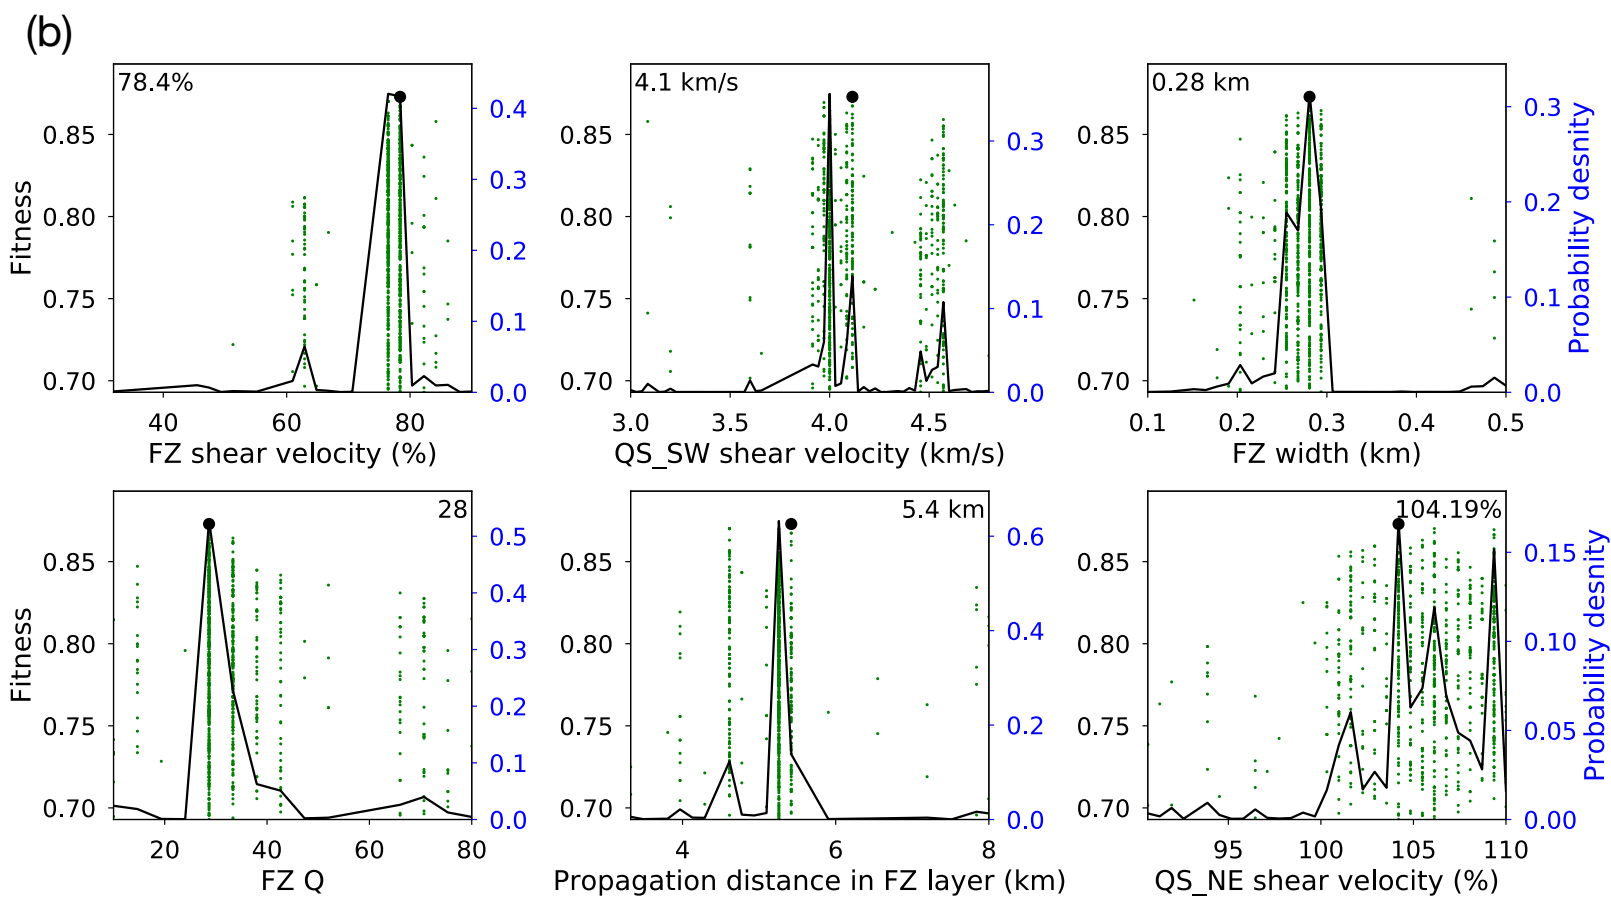 (b)
78.4%
4.1 km/s
0.28 km
Fitness
0.85
0.80
0.75
0.70
0.4
0.3
0.2
0.1
0.0
40 60 80
FZ shear velocity (%)
0.85
0.80
0.75
0.70
0.3
0.2
0.1
0.0
3.0 3.5 4.0 4.5
QS_SW shear velocity (km/s)
0.85
0.80
0.75
0.70
0.3
0.2
0.1
0.0
Probability desnity
0.1 0.2 0.3 0.4 0.5
FZ width (km)
28
5.4 km
104.19%
Fitness
0.85
0.80
0.75
0.70
0.5
0.4
0.3
0.2
0.1
0.0
20 40 60 80
FZ Q
0.85
0.80
0.75
0.70
0.6
0.4
0.2
0.0
4 6 8
Propagation distance in FZ layer (km)
0.85
0.80
0.75
0.70
0.15
0.10
0.05
0.00
Probability desnity
95 100 105 110
QS_NE shear velocity (%)